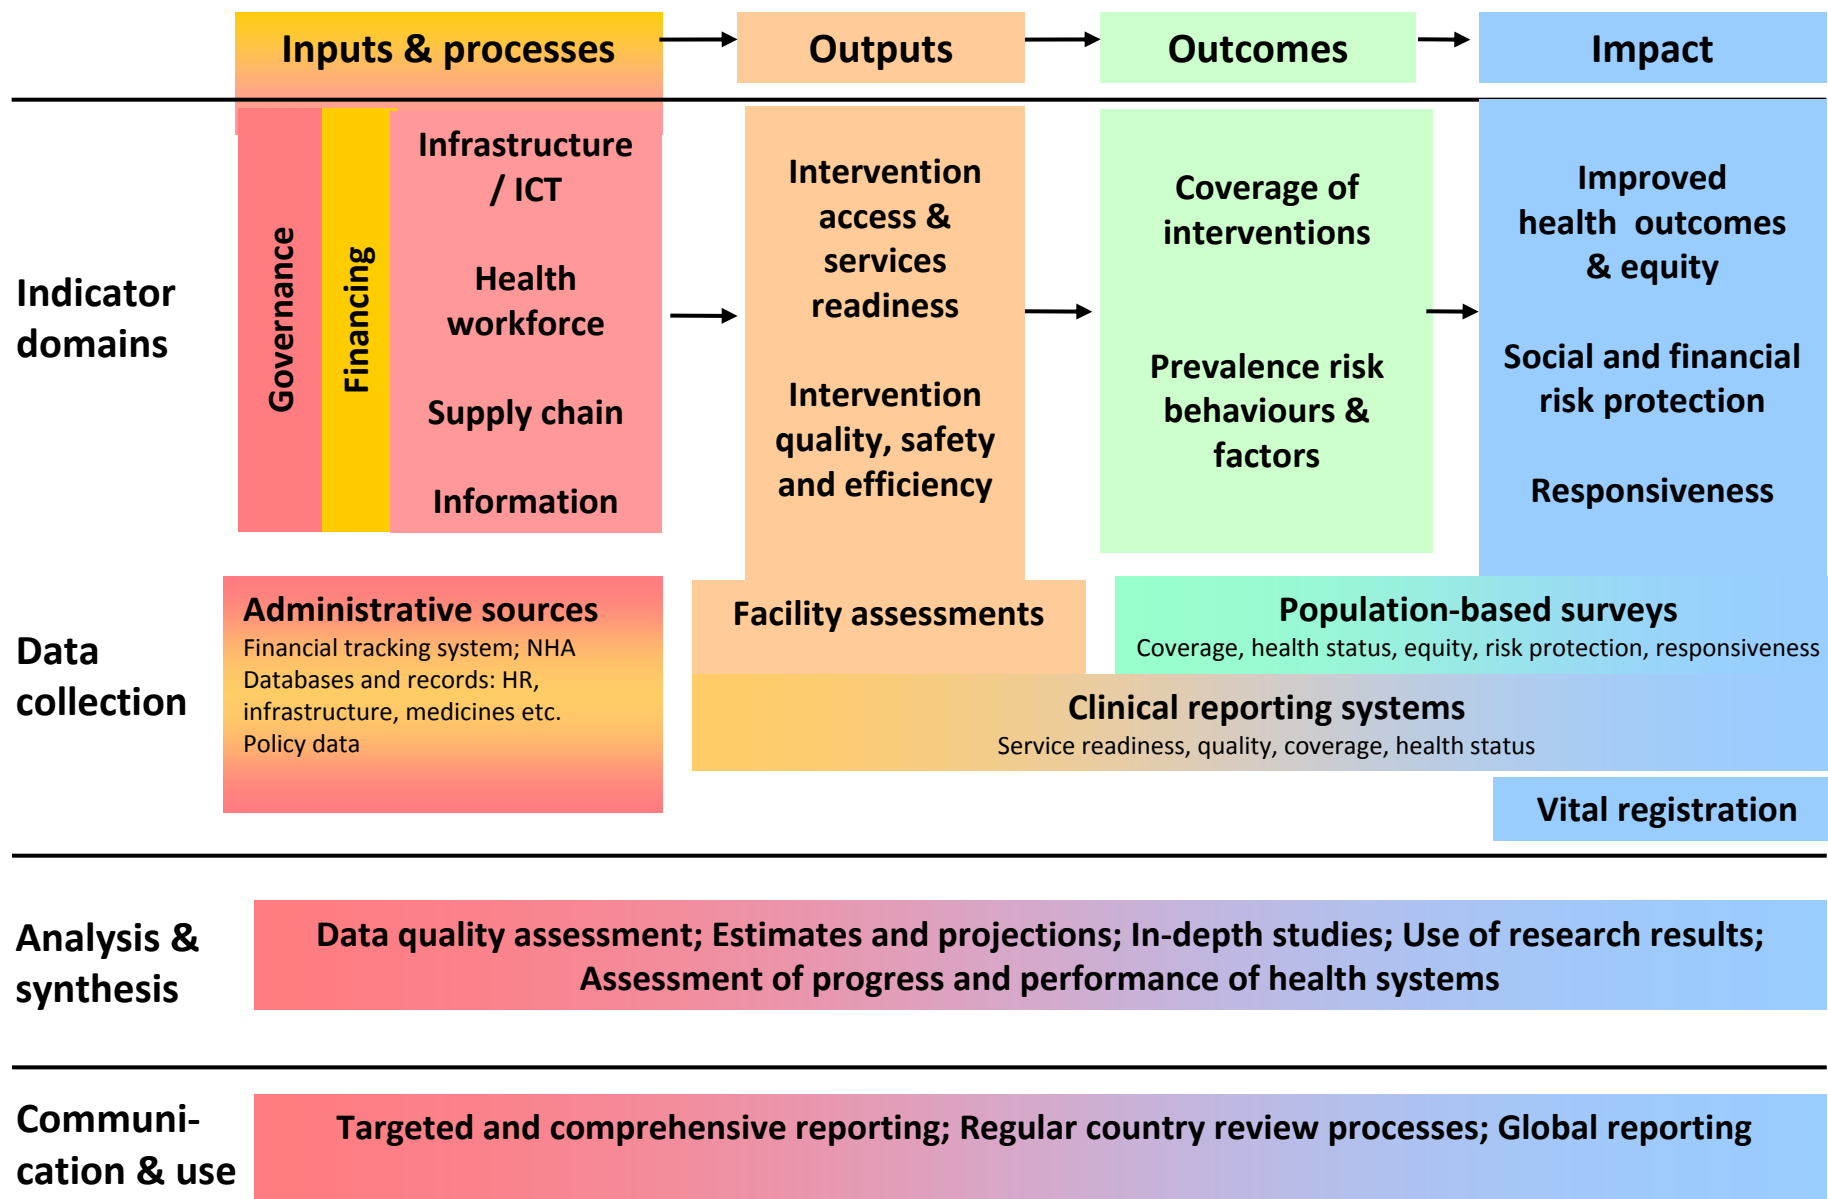 Inputs & processes
Outputs
Outcomes
Impact
Indicator
domains
Governance
Financing
Infrastructure
/ ICT
Health
workforce
Supply chain
Information
Intervention
access &
services
readiness
Intervention
quality, safety
and efficiency
Coverage of
interventions
Prevalence risk
behaviours &
factors
Improved
health outcomes
& equity
Social and financial
risk protection
Responsiveness
Data
collection
Administrative sources
Financial tracking system; NHA
Databases and records: HR,
infrastructure, medicines etc.
Policy data
Facility assessments
Population-based surveys
Coverage, health status, equity, risk protection, responsiveness
Clinical reporting systems
Service readiness, quality, coverage, health status
Vital registration
Analysis &
synthesis
Data quality assessment; Estimates and projections; In-depth studies; Use of research results;
Assessment of progress and performance of health systems
Communi-
cation & use
Targeted and comprehensive reporting; Regular country review processes; Global reporting